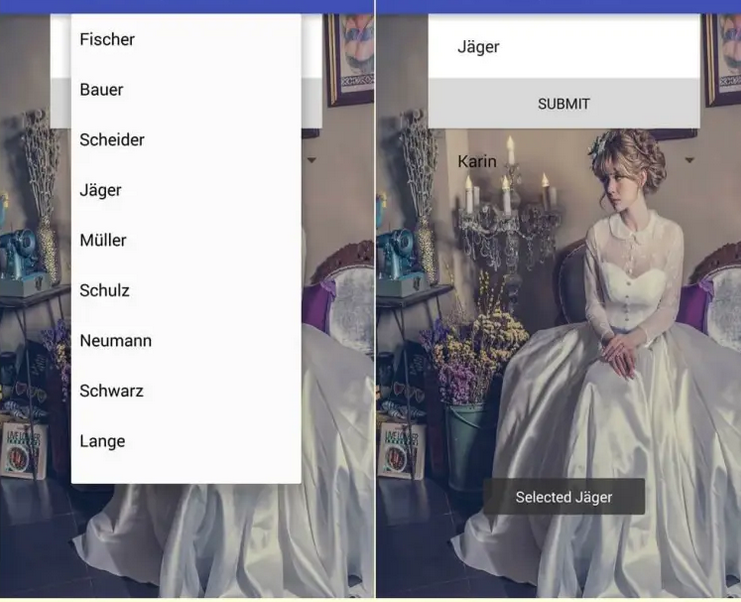 Fischer
Bauer
Scheider
Jäger
Müller
Schulz
Neumann
Schwarz
Lange
Jäger
SUBMIT
Karin
Selected Jäger